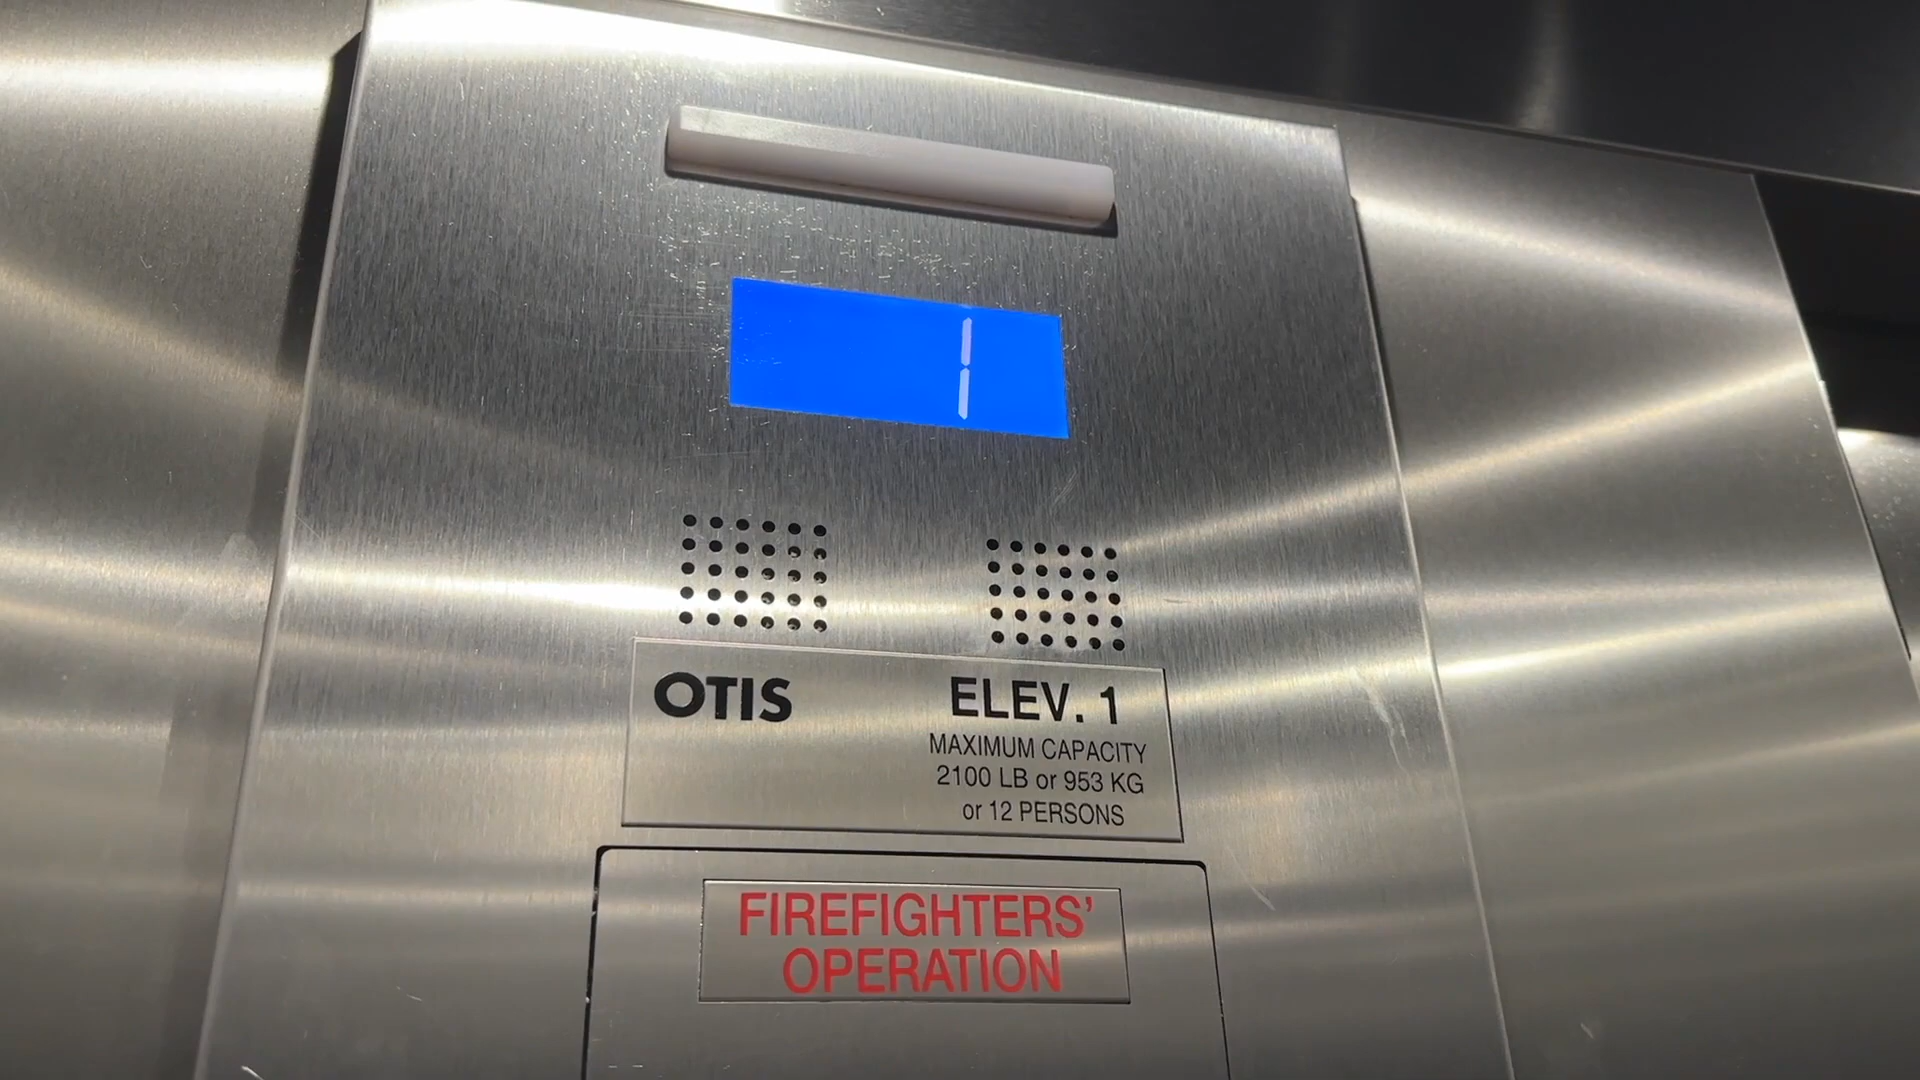 1
OTIS
ELEV. 1
MAXIMUM CAPACITY
2100 LB or 953 KG
or 12 PERSONS
FIREFIGHTERS’
OPERATION